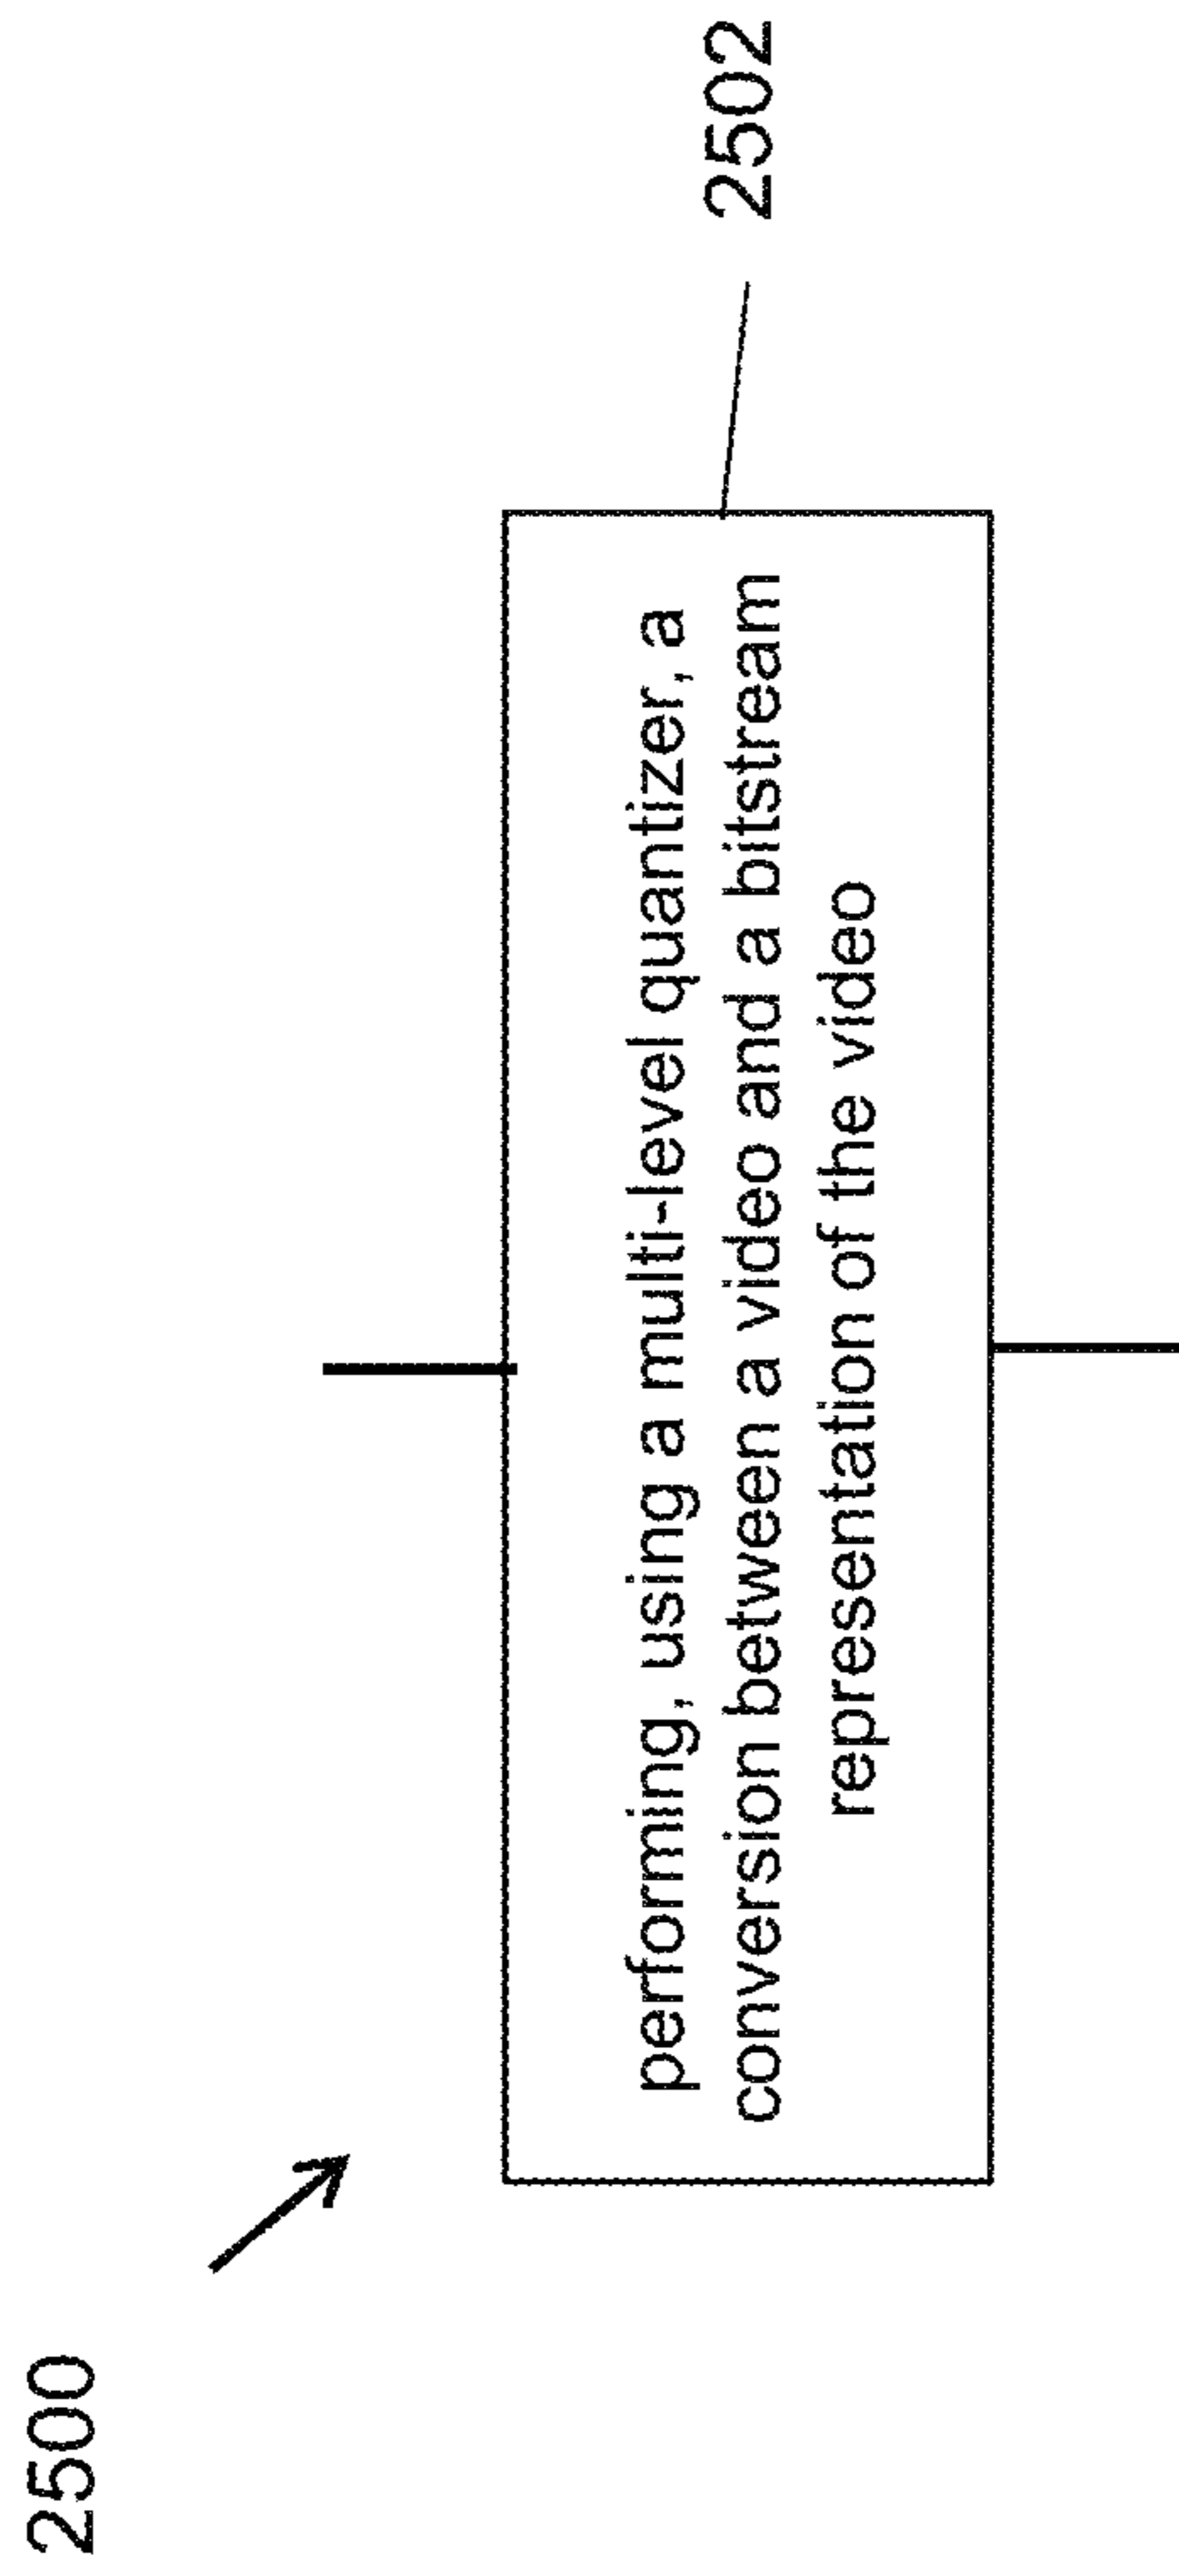 2500
performing, using a multi-level quantizer, a
conversion between a video and a bitstream
representation of the video
2502